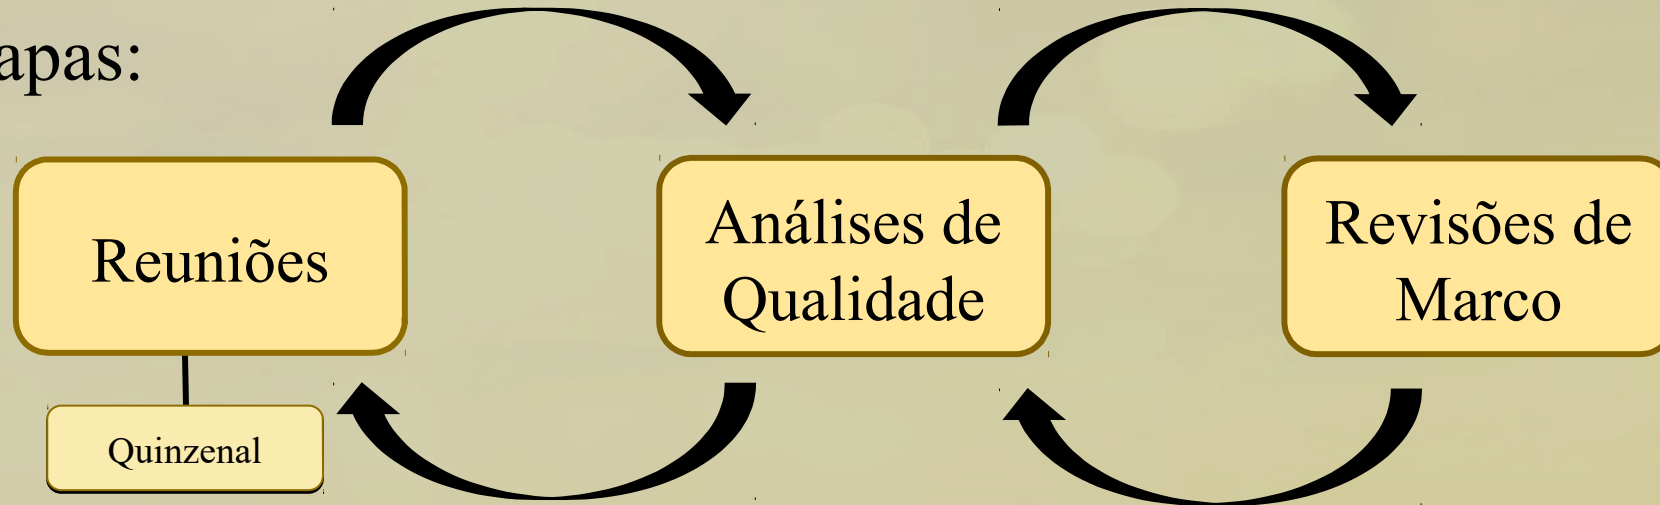 apas:
Reuniões
Análises de
Qualidade
Revisões de
Marco
Quinzenal